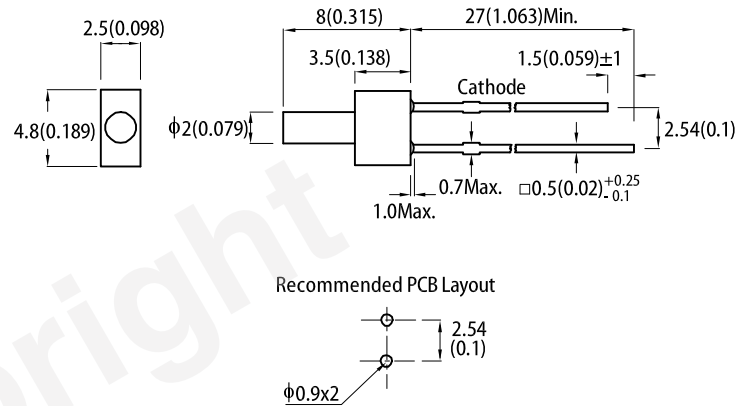 8(0.315)
27(1.063)Min.
2.5(0.098)
3.5(0.138)
1.5(0.059)±1
Cathode
4.8(0.189)
ϕ2(0.079)
2.54(0.1)
0.7Max.
□0.5(0.02)+0.25
- 0.1
1.0Max.
Recommended PCB Layout
2.54
(0.1)
ϕ0.9x2
bright